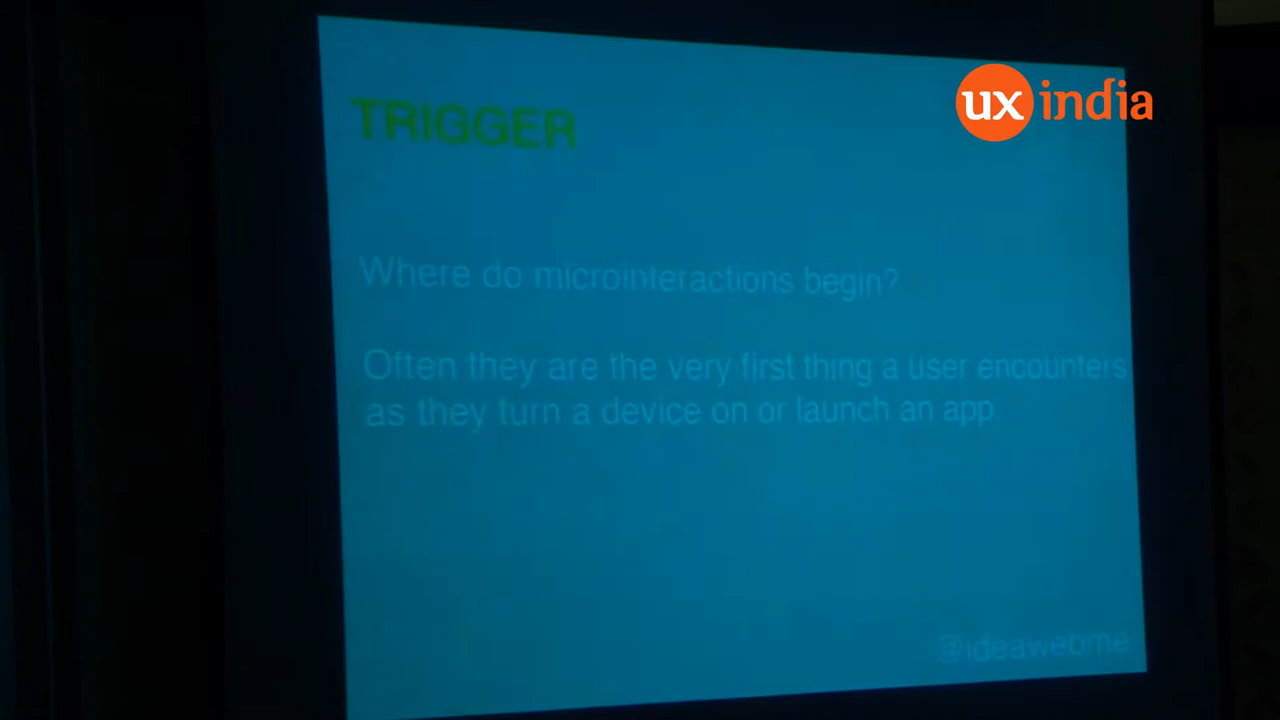 TRIGGER
ux india
Where do microinteractions begin?
Often they are the very first thing a user encounters
as they turn a device on or launch an app.
@ideawebme